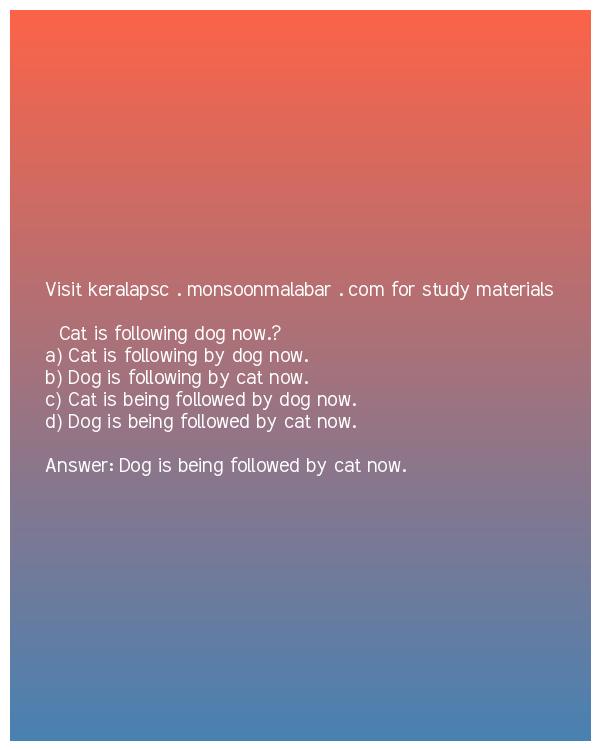 Visit keralapsc . monsoonmalabar . com for study materials
Cat is following dog now.?
a) Cat is following by dog now.
b) Dog is following by cat now.
c) Cat is being followed by dog now.
d) Dog is being followed by cat now.
Answer: Dog is being followed by cat now.